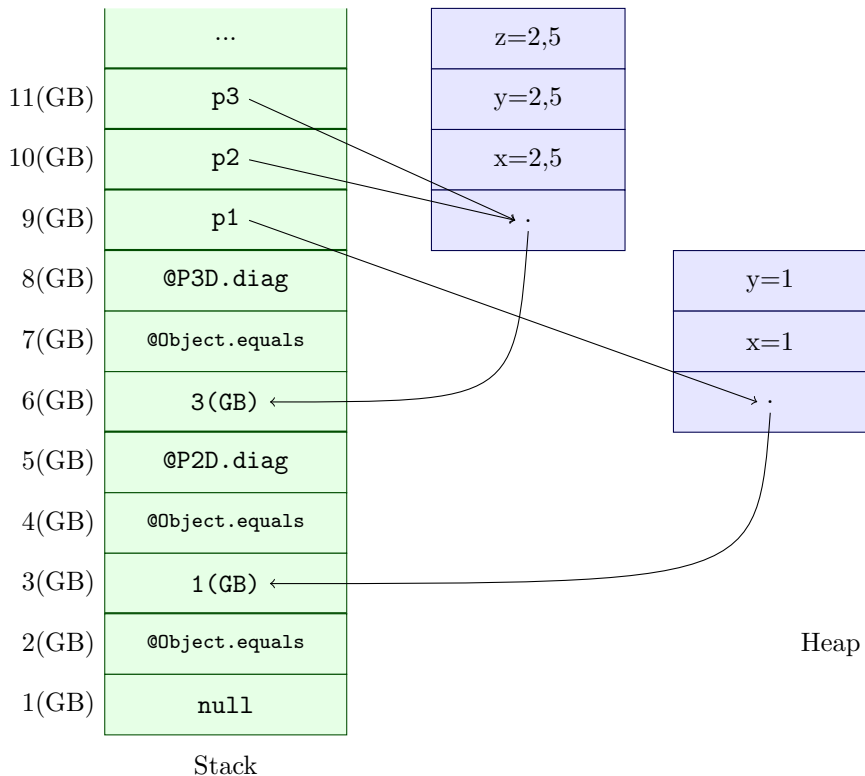 ...
z=2,5
11(GB) p3 y=2,5
10(GB) p2 x=2,5
9(GB) p1 .
8(GB) @P3D.diag y=1
7(GB) @Object.equals x=1
6(GB) 3(GB) .
5(GB) @P2D.diag
4(GB) @Object.equals
3(GB) 1(GB)
2(GB) @Object.equals Heap
1(GB) null
Stack